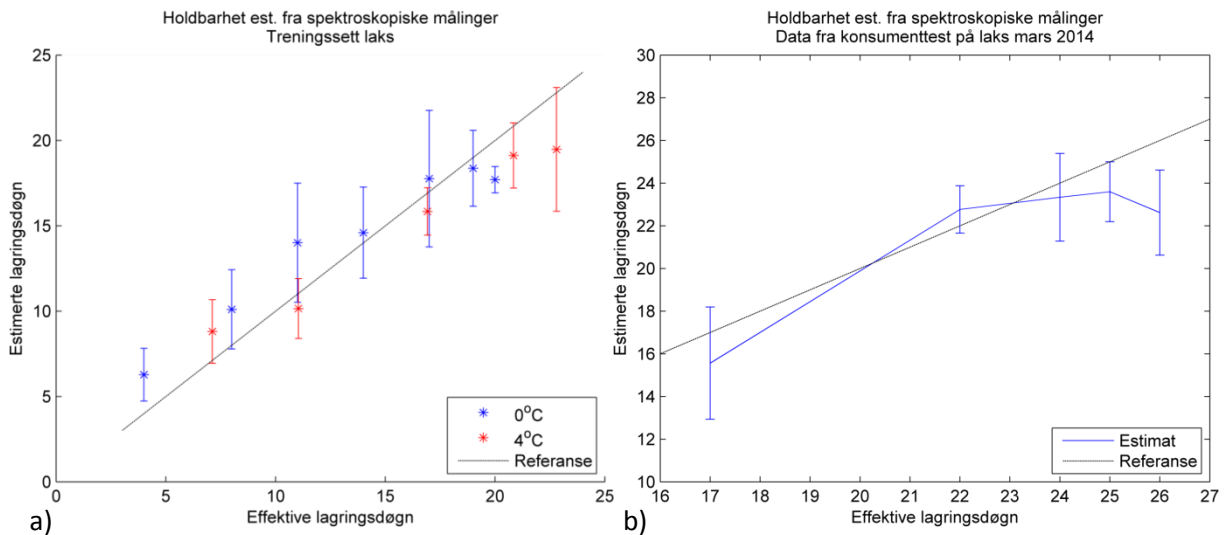 Holdbarhet est. fra spektroskopiske målinger
Treningssett laks
25
20
15
10
5
0
Estimerte lagringsdøgn
0 5 10 15 20 25
Effektive lagringsdøgn
0°C
4°C
Referanse
a)
Holdbarhet est. fra spektroskopiske målinger
Data fra konsumenttest på laks mars 2014
30
28
26
24
22
20
18
16
14
12
10
Estimerte lagringsdøgn
16 17 18 19 20 21 22 23 24 25 26 27
Effektive lagringsdøgn
Estimat
Referanse
b)